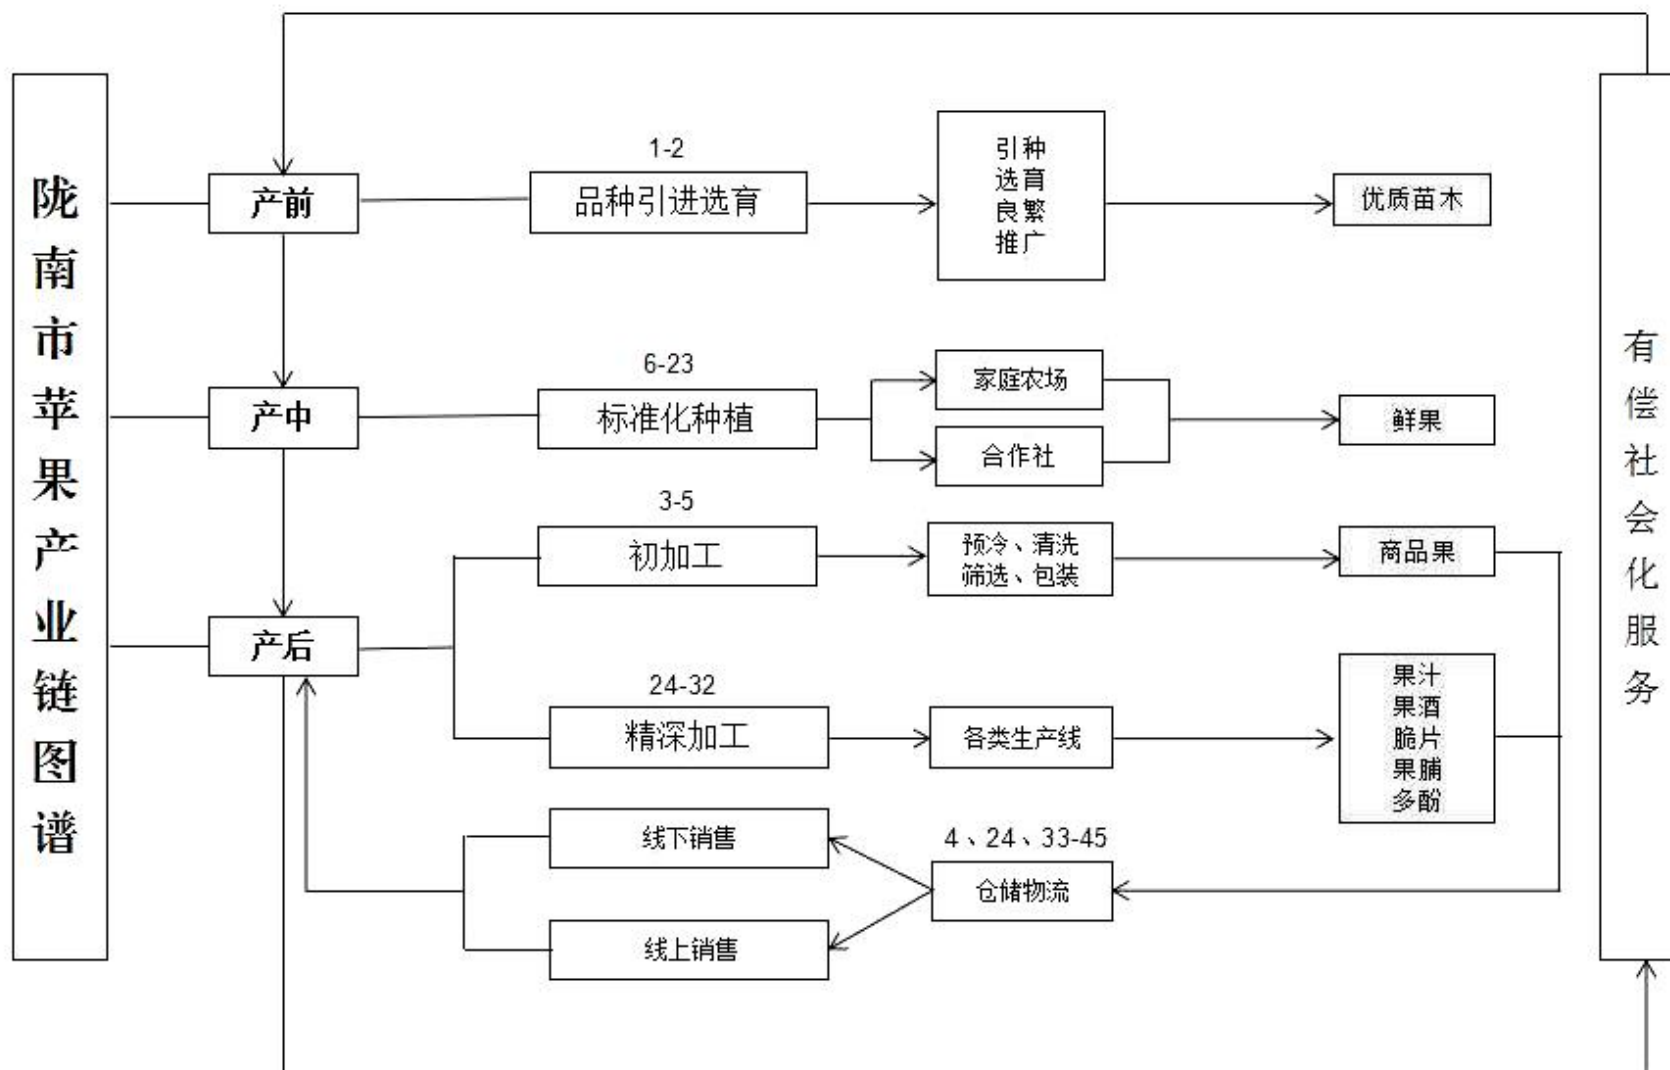 陇南市苹果产业链图谱
产前
1-2
品种引进选育
引种
选育
良繁
推广
优质苗木
产中
6-23
标准化种植
家庭农场
合作社
鲜果
产后
3-5
初加工
预冷、清洗
筛选、包装
商品果
24-32
精深加工
各类生产线
果汁
果酒
脆片
果脯
多酚
线下销售
线上销售
4、24、33-45
仓储物流
有偿社会化服务